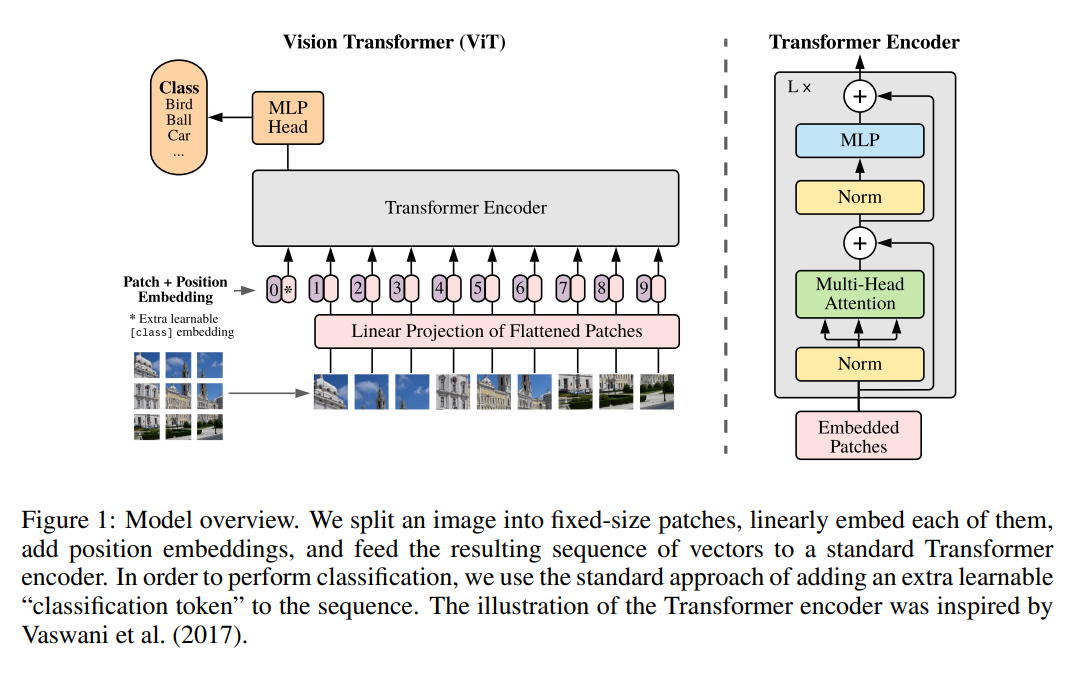 Vision Transformer (ViT)
Class
Bird
Ball
Car
...
MLP
Head
Transformer Encoder
Patch + Position
Embedding
* Extra learnable
[class] embedding
0 * 1 2 3 4 5 6 7 8 9
Linear Projection of Flattened Patches
Transformer Encoder
L x
+
MLP
Norm
+
Multi-Head
Attention
Norm
Embedded
Patches
Figure 1: Model overview. We split an image into fixed-size patches, linearly embed each of them,
add position embeddings, and feed the resulting sequence of vectors to a standard Transformer
encoder. In order to perform classification, we use the standard approach of adding an extra learnable
“classification token” to the sequence. The illustration of the Transformer encoder was inspired by
Vaswani et al. (2017).